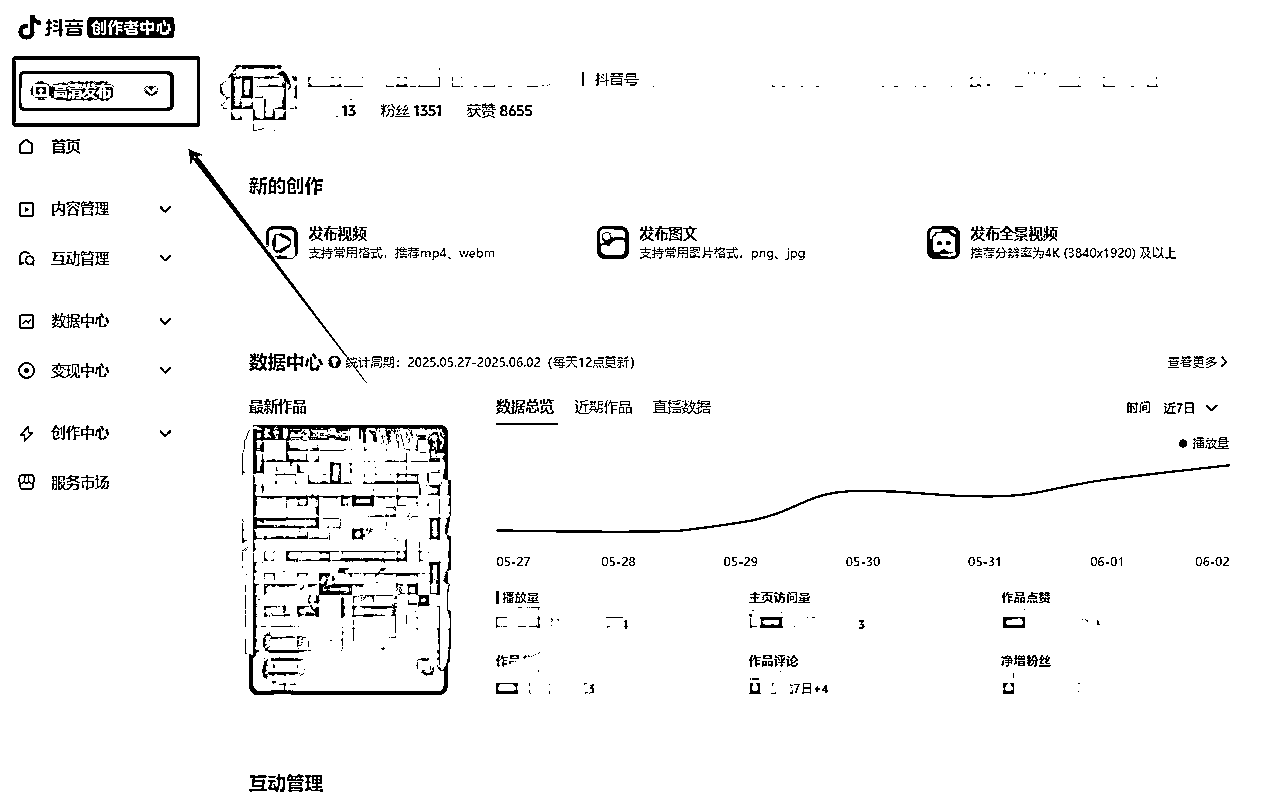 抖音 创作者中心
高清发布
抖音号
13 粉丝 1351 获赞 8655
首页
内容管理
互动管理
数据中心
变现中心
创作中心
服务市场
新的创作
发布视频
支持常用格式，推荐mp4、webm
发布图文
支持常用图片格式，png、jpg
发布全景视频
推荐分辨率为4K (3840x1920) 及以上
数据中心 统计周期：2025.05.27-2025.06.02 (每天12点更新)
查看更多
最新作品
数据总览 近期作品 直播数据
时间 近7日
播放量
05-27 05-28 05-29 05-30 05-31 06-01 06-02
播放量 主页访问量 作品点赞
1 3
作品 作品评论 净增粉丝
3 7日+4
互动管理